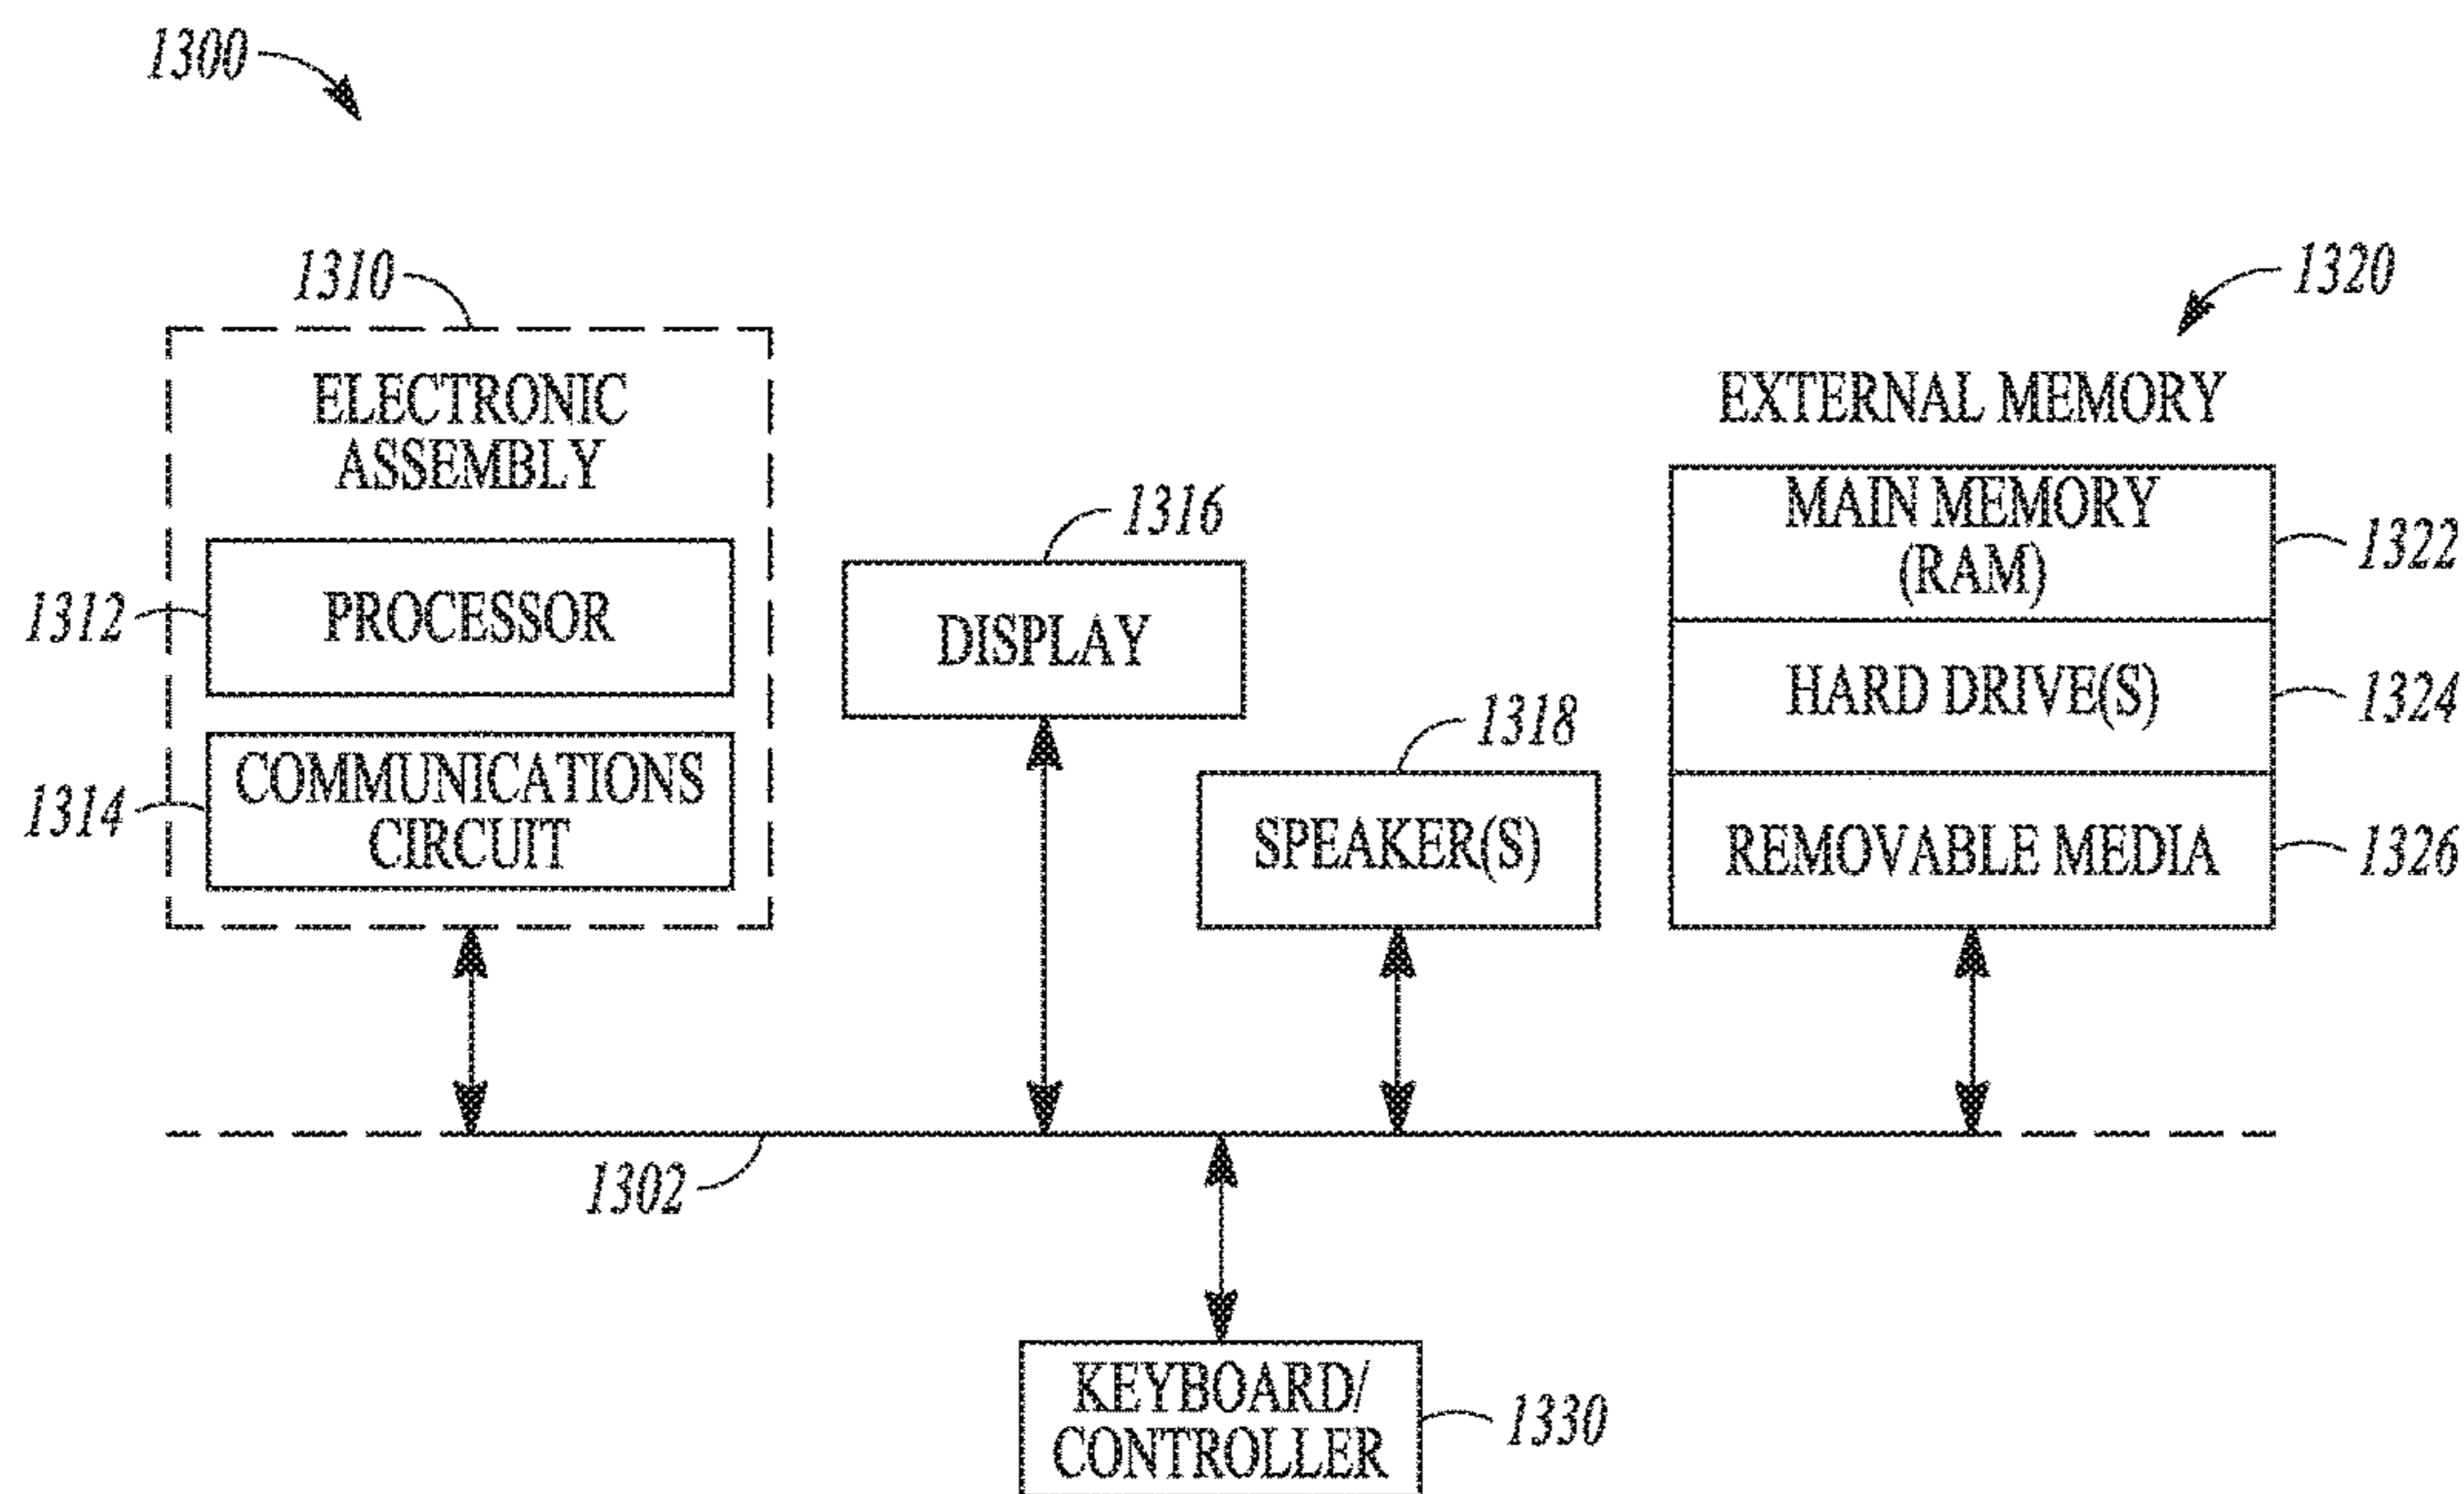 1300
1310
1320
ELECTRONIC
ASSEMBLY
EXTERNAL MEMORY
1316
MAIN MEMORY
(RAM)
1322
1312
PROCESSOR
DISPLAY
HARD DRIVE(S)
1324
1318
1314
COMMUNICATIONS
CIRCUIT
SPEAKER(S)
REMOVABLE MEDIA
1326
1302
KEYBOARD/
CONTROLLER
1330